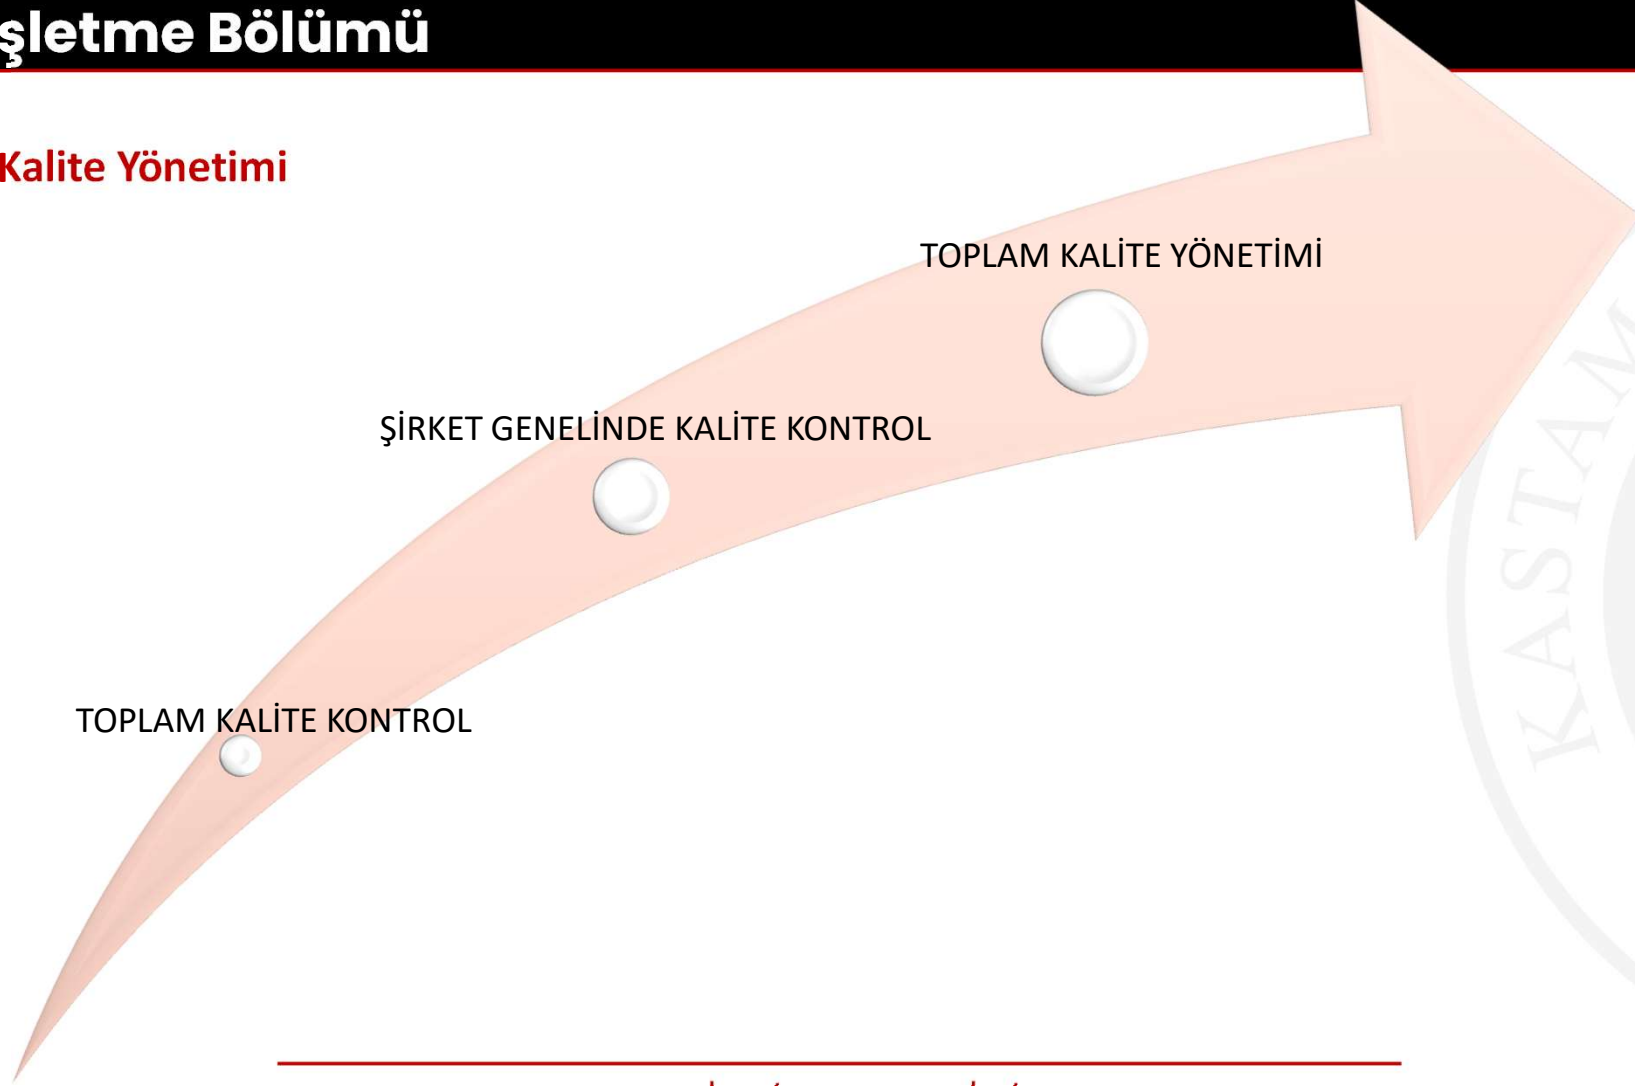 şletme Bölümü
Kalite Yönetimi
TOPLAM KALİTE YÖNETİMİ
ŞİRKET GENELİNDE KALİTE KONTROL
TOPLAM KALİTE KONTROL
KASTAM